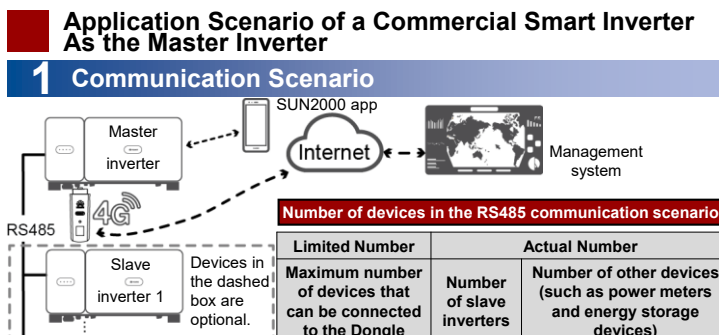 Application Scenario of a Commercial Smart Inverter
As the Master Inverter
1 Communication Scenario
SUN2000 app
Master
inverter
Internet
Management
system
4G
RS485
Number of devices in the RS485 communication scenario
Limited Number
Actual Number
Slave
inverter 1
Devices in
the dashed
box are
optional.
Maximum number
of devices that
can be connected
to the Dongle
Number
of slave
inverters
Number of other devices
(such as power meters
and energy storage
devices)